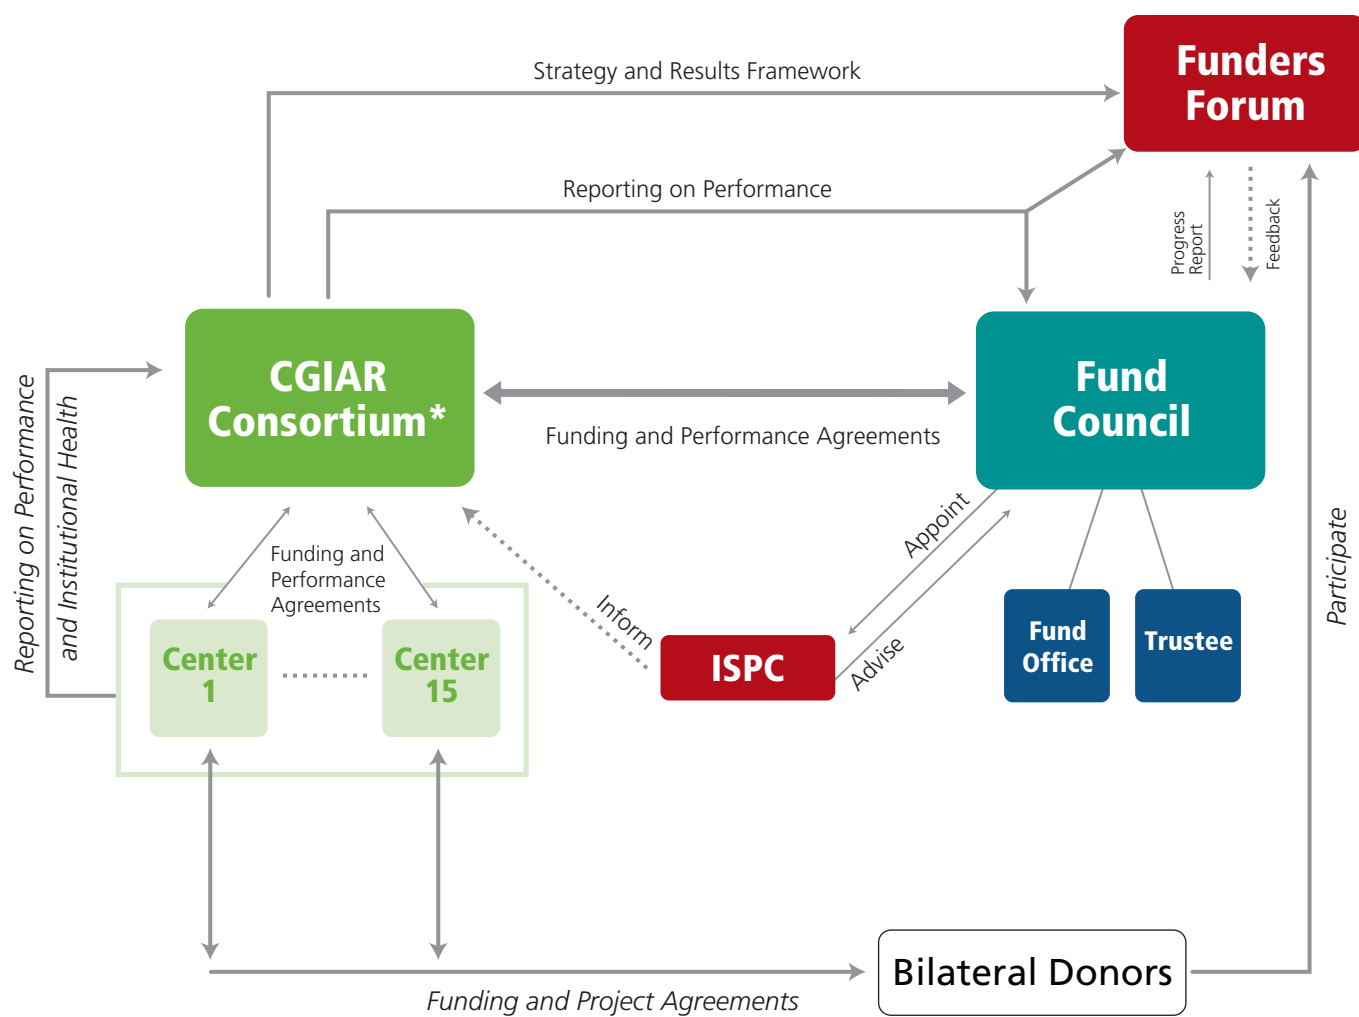 Funders
Forum
Strategy and Results Framework
Reporting on Performance
Progress
Report
Feedback
CGIAR
Consortium*
Fund
Council
Funding and Performance Agreements
Reporting on Performance
and Institutional Health
Appoint
Advise
Inform
Participate
Funding and
Performance
Agreements
Center
1
Center
15
ISPC
Fund
Office
Trustee
Bilateral Donors
Funding and Project Agreements